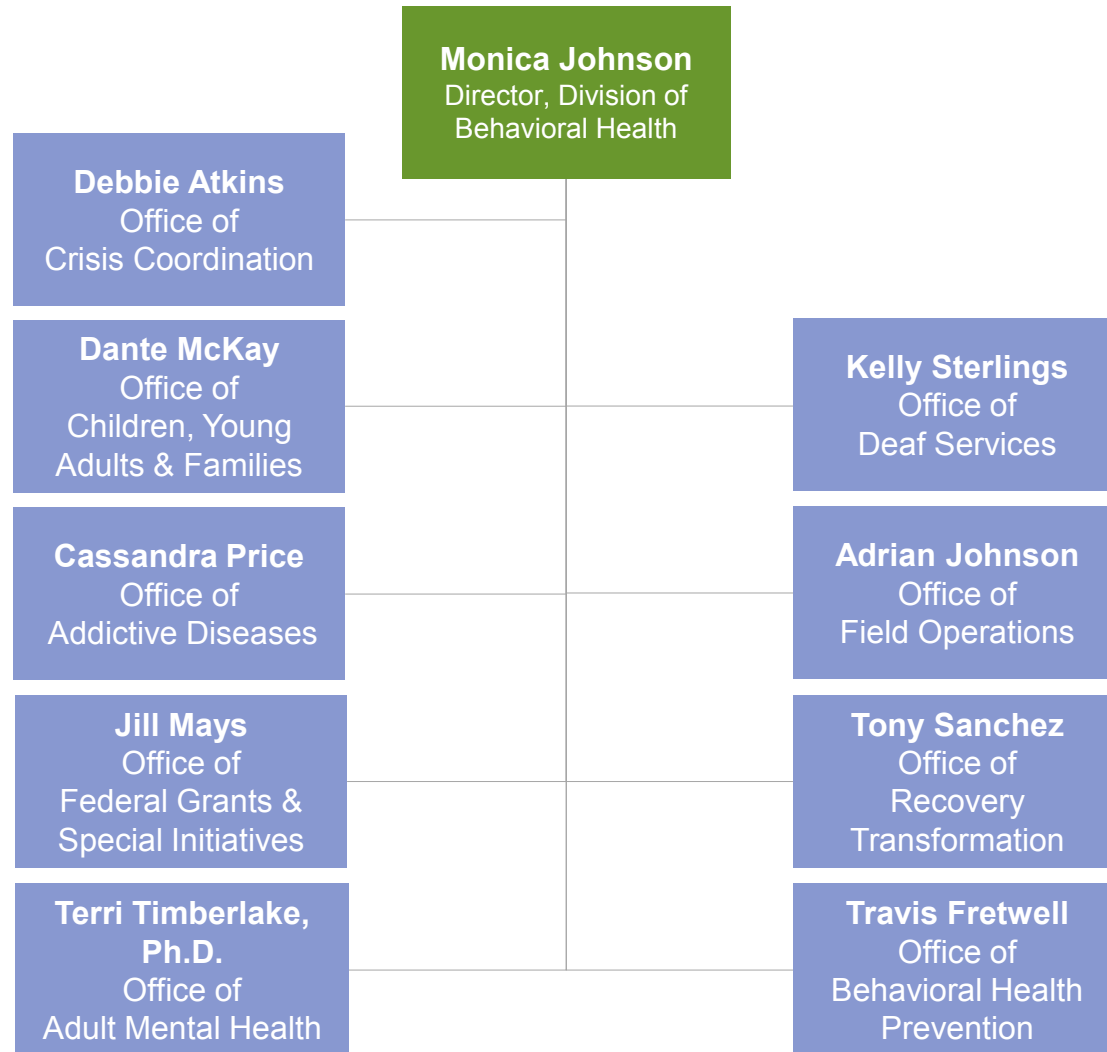 Monica Johnson
Director, Division of
Behavioral Health
Debbie Atkins
Office of
Crisis Coordination
Dante McKay
Office of
Children, Young
Adults & Families
Cassandra Price
Office of
Addictive Diseases
Jill Mays
Office of
Federal Grants &
Special Initiatives
Terri Timberlake,
Ph.D.
Office of
Adult Mental Health
Kelly Sterlings
Office of
Deaf Services
Adrian Johnson
Office of
Field Operations
Tony Sanchez
Office of
Recovery
Transformation
Travis Fretwell
Office of
Behavioral Health
Prevention